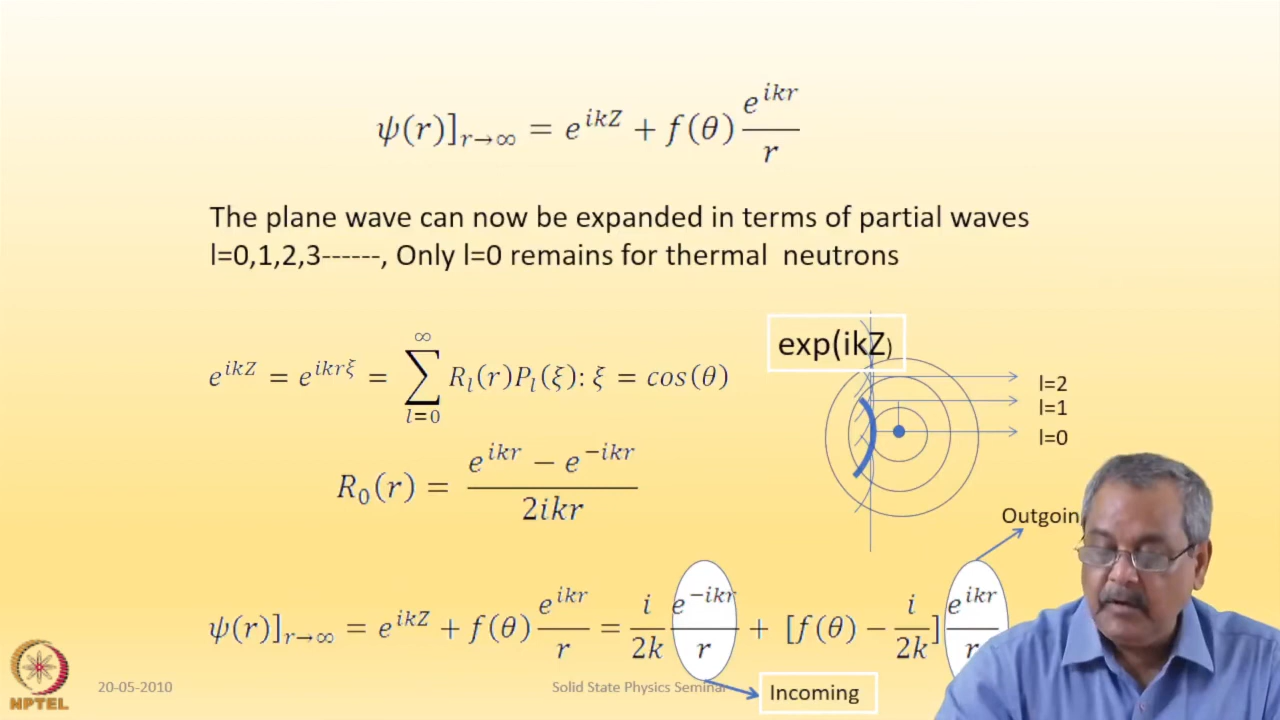 ψ(r)]r→∞ = e^{ikZ} + f(θ) e^{ikr}/r
The plane wave can now be expanded in terms of partial waves
l=0,1,2,3------, Only l=0 remains for thermal neutrons
exp(ikZ)
e^{ikZ} = e^{ikrξ} = ∑_{l=0}^{∞} R_l(r)P_l(ξ): ξ = cos(θ)
l=2
l=1
l=0
R_0(r) = (e^{ikr} − e^{−ikr})/2ikr
Outgoin
ψ(r)]r→∞ = e^{ikZ} + f(θ) e^{ikr}/r = i/2k e^{−ikr}/r + [f(θ) − i/2k] e^{ikr}/r
Incoming
20-05-2010
Solid State Physics Seminar
NPTEL